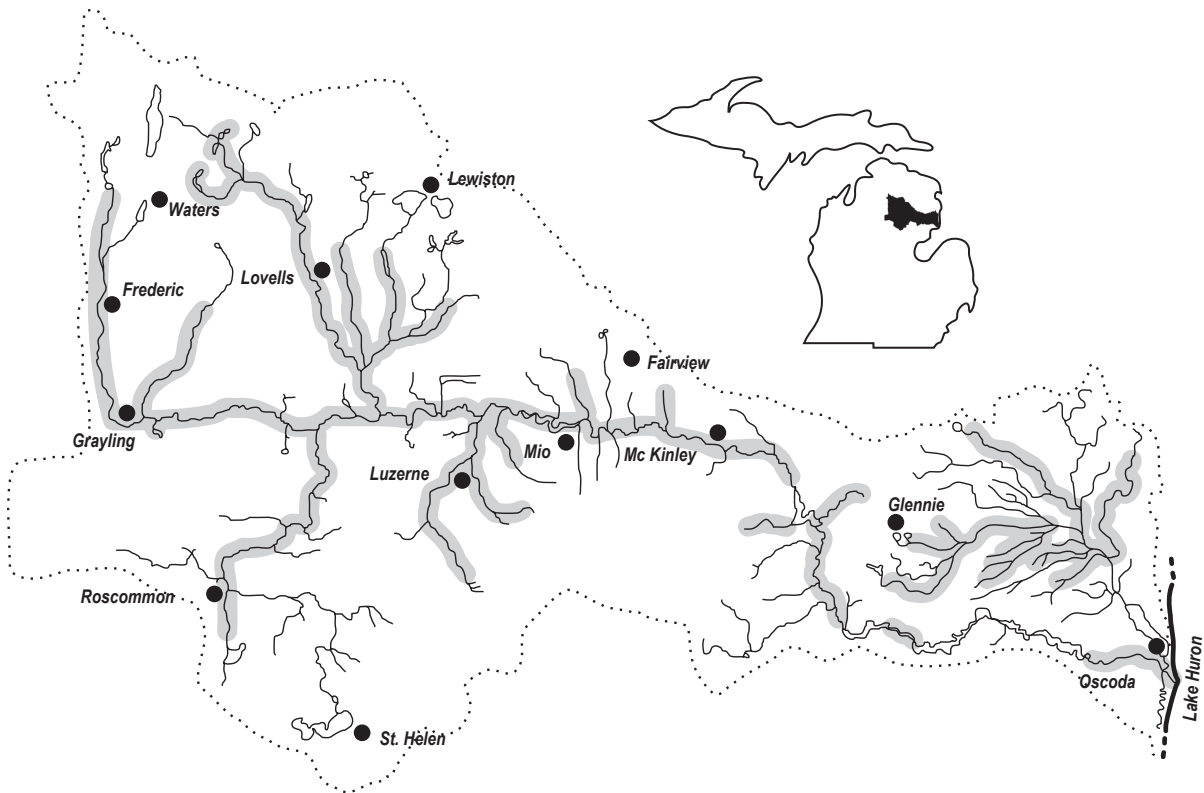 Lewiston
Waters
Lovells
Frederic
Fairview
Grayling
Mio
Mc Kinley
Luzerne
Glennie
Roscommon
Oscoda
Lake Huron
St. Helen